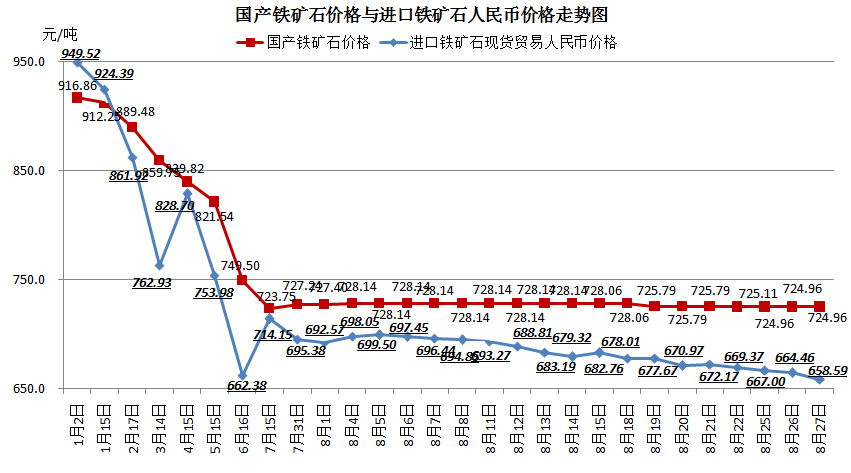 国产铁矿石价格与进口铁矿石人民币价格走势图
元/吨
国产铁矿石价格
进口铁矿石现货贸易人民币价格
950.0
850.0
750.0
650.0
916.86
912.25
889.48
859.75
839.82
821.54
749.50
723.75
727.21
727.40
728.14
728.14
728.14
728.14
728.14
728.14
728.14
728.14
728.14
728.06
728.06
725.79
725.79
725.79
725.11
724.96
724.96
724.96
949.52
924.39
861.92
762.93
828.70
753.98
662.38
714.15
695.38
692.57
698.05
699.50
697.45
696.44
694.82
693.27
688.81
683.19
679.32
682.76
678.01
677.67
670.97
672.17
669.37
667.00
664.46
658.59
1月2日
1月15日
2月17日
3月14日
4月15日
5月15日
6月16日
7月15日
7月31日
8月1日
8月4日
8月5日
8月6日
8月7日
8月8日
8月11日
8月12日
8月13日
8月14日
8月15日
8月18日
8月19日
8月20日
8月21日
8月22日
8月25日
8月26日
8月27日